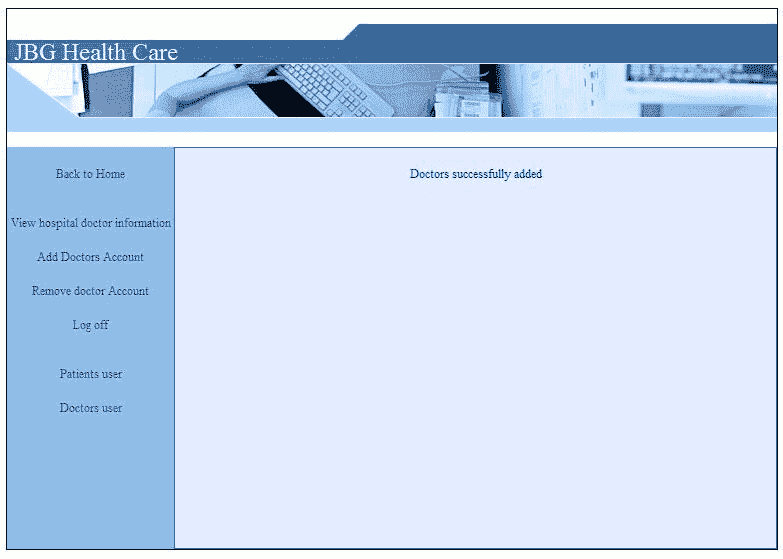 JBG Health Care
Back to Home
Doctors successfully added
View hospital doctor information
Add Doctors Account
Remove doctor Account
Log off
Patients user
Doctors user